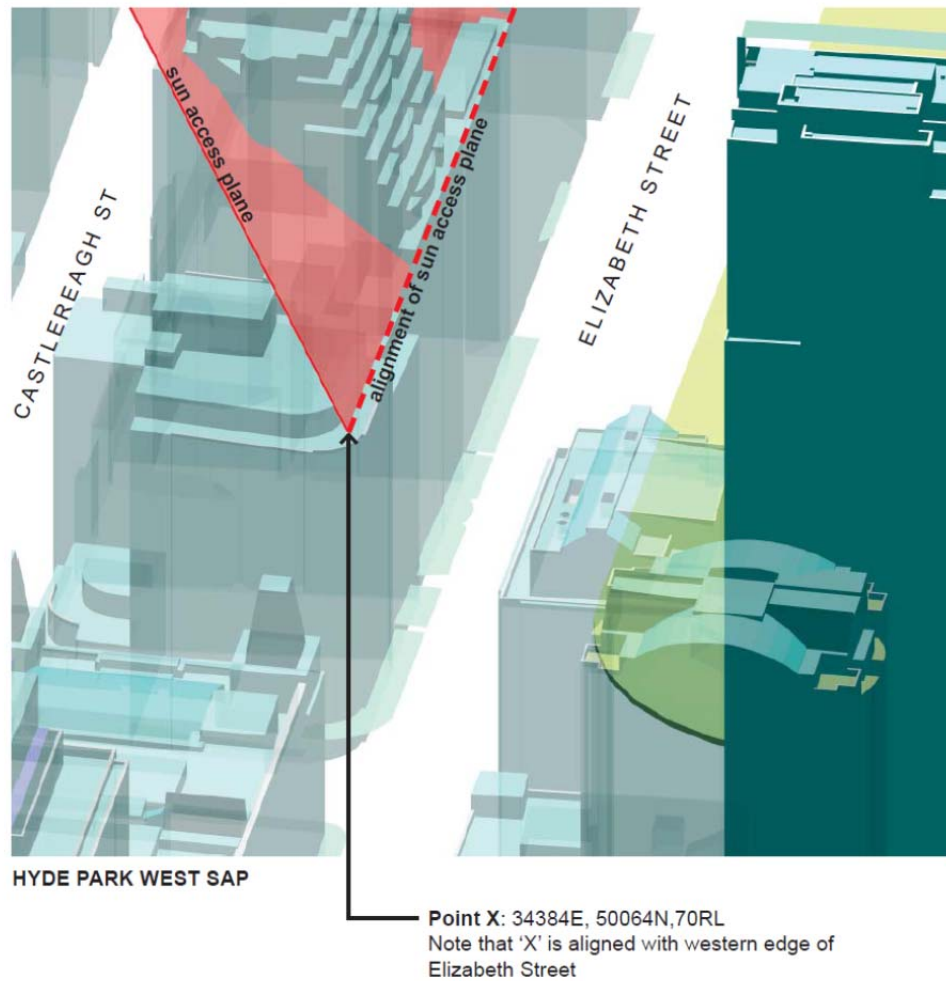 sun access plane
alignment of sun access plane
CASTLEREAGH ST
ELIZABETH STREET
HYDE PARK WEST SAP
Point X: 34384E, 50064N,70RL
Note that ‘X’ is aligned with western edge of
Elizabeth Street